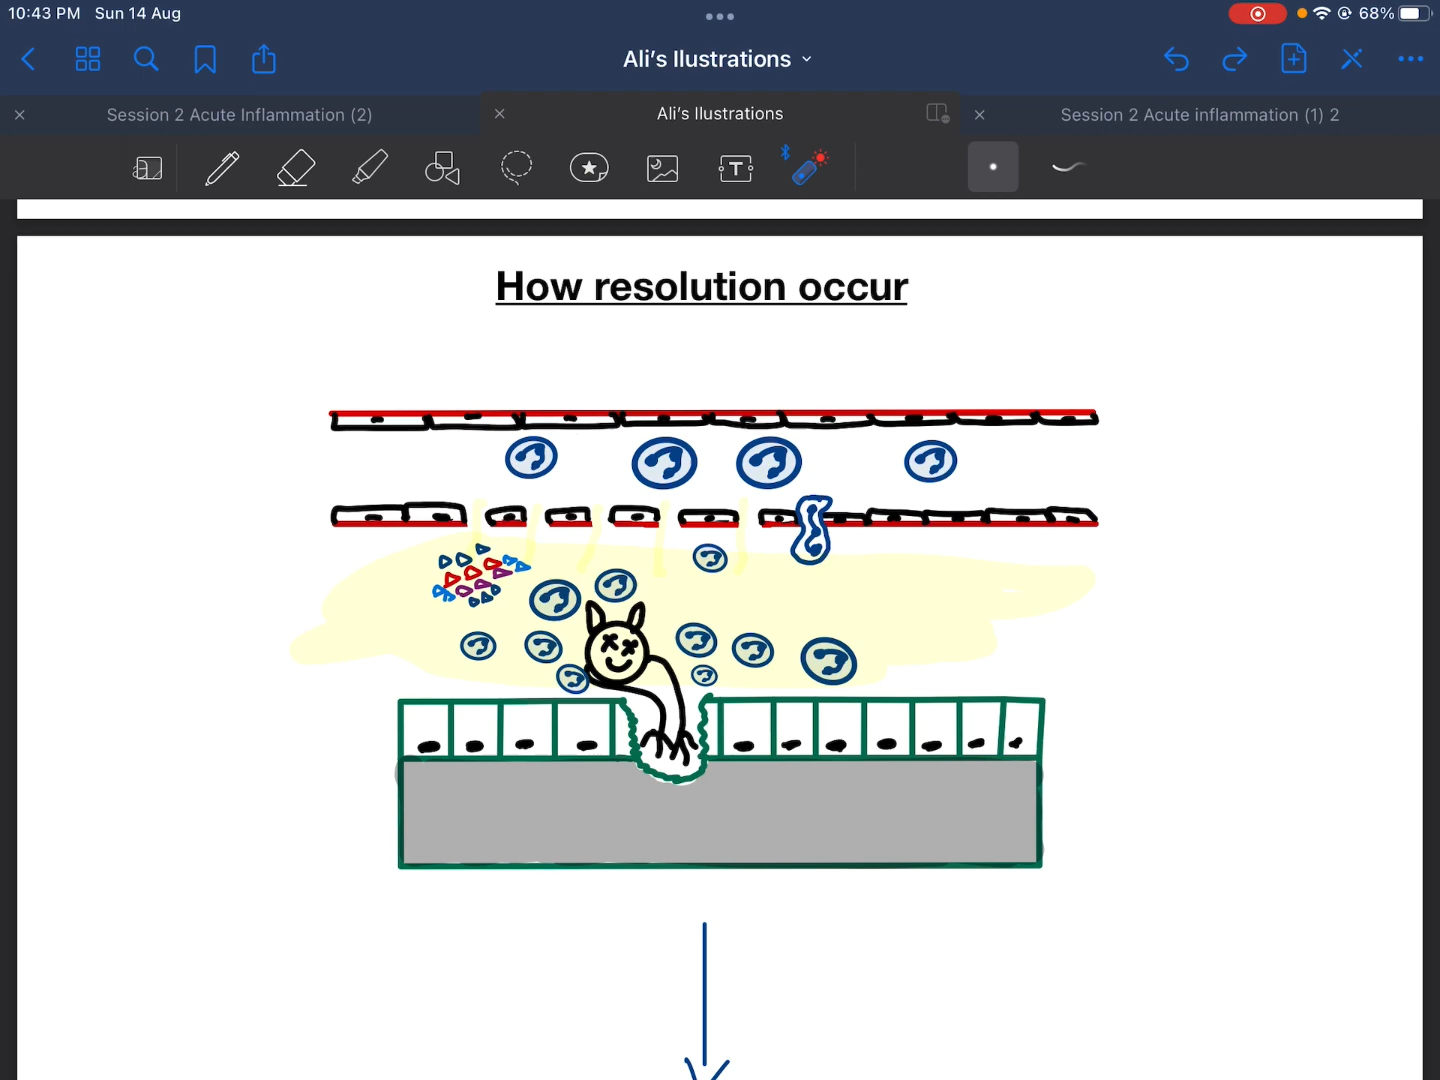 10:43 PM Sun 14 Aug
68%
Ali's Ilustrations
Session 2 Acute Inflammation (2)
Ali's Ilustrations
Session 2 Acute inflammation (1) 2
T
How resolution occur